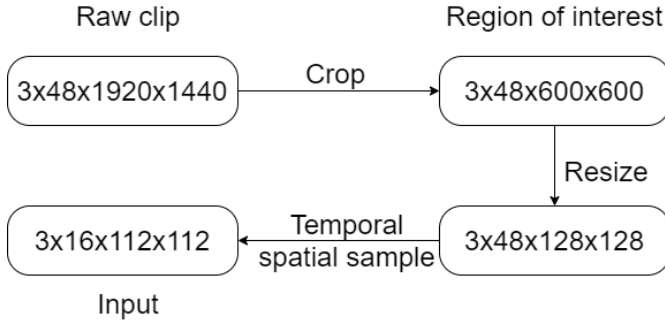 Raw clip
Region of interest
3x48x1920x1440
Crop
3x48x600x600
Resize
3x16x112x112
Temporal
spatial sample
3x48x128x128
Input